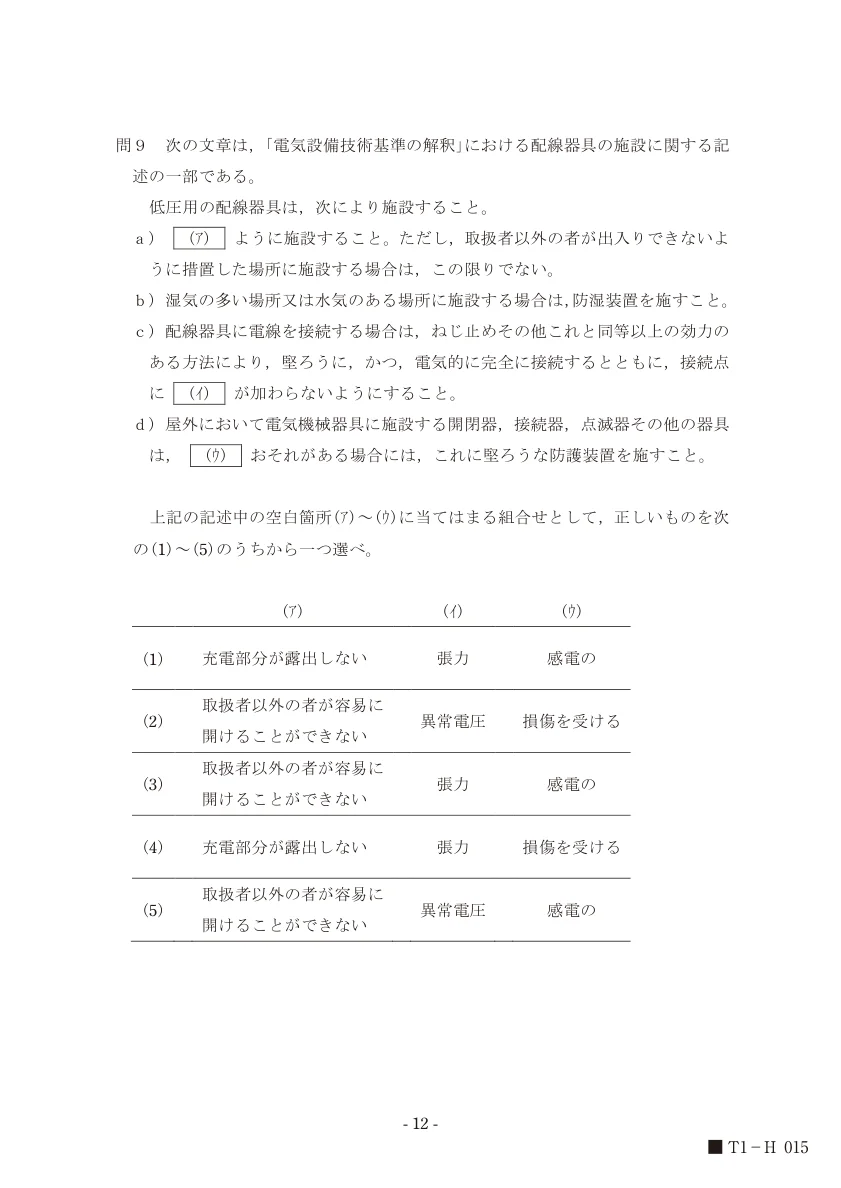 問９　次の文章は，「電気設備技術基準の解釈」における配線器具の施設に関する記
述の一部である。
低圧用の配線器具は，次により施設すること。
ａ）　(ｱ)　ように施設すること。ただし，取扱者以外の者が出入りできないよ
うに措置した場所に施設する場合は，この限りでない。
ｂ）湿気の多い場所又は水気のある場所に施設する場合は，防湿装置を施すこと。
ｃ）配線器具に電線を接続する場合は，ねじ止めその他これと同等以上の効力の
ある方法により，堅ろうに，かつ，電気的に完全に接続するとともに，接続点
に　(ｲ)　が加わらないようにすること。
ｄ）屋外において電気機械器具に施設する開閉器，接続器，点滅器その他の器具
は，　(ｳ)　おそれがある場合には，これに堅ろうな防護装置を施すこと。
上記の記述中の空白箇所(ｱ)～(ｳ)に当てはまる組合せとして，正しいものを次
の(1)～(5)のうちから一つ選べ。
(ｱ)　(ｲ)　(ｳ)
(1)　充電部分が露出しない　張力　感電の
取扱者以外の者が容易に
(2)　異常電圧　損傷を受ける
開けることができない
取扱者以外の者が容易に
(3)　張力　感電の
開けることができない
(4)　充電部分が露出しない　張力　損傷を受ける
取扱者以外の者が容易に
(5)　異常電圧　感電の
開けることができない
- 12 -
■ T1－H 015